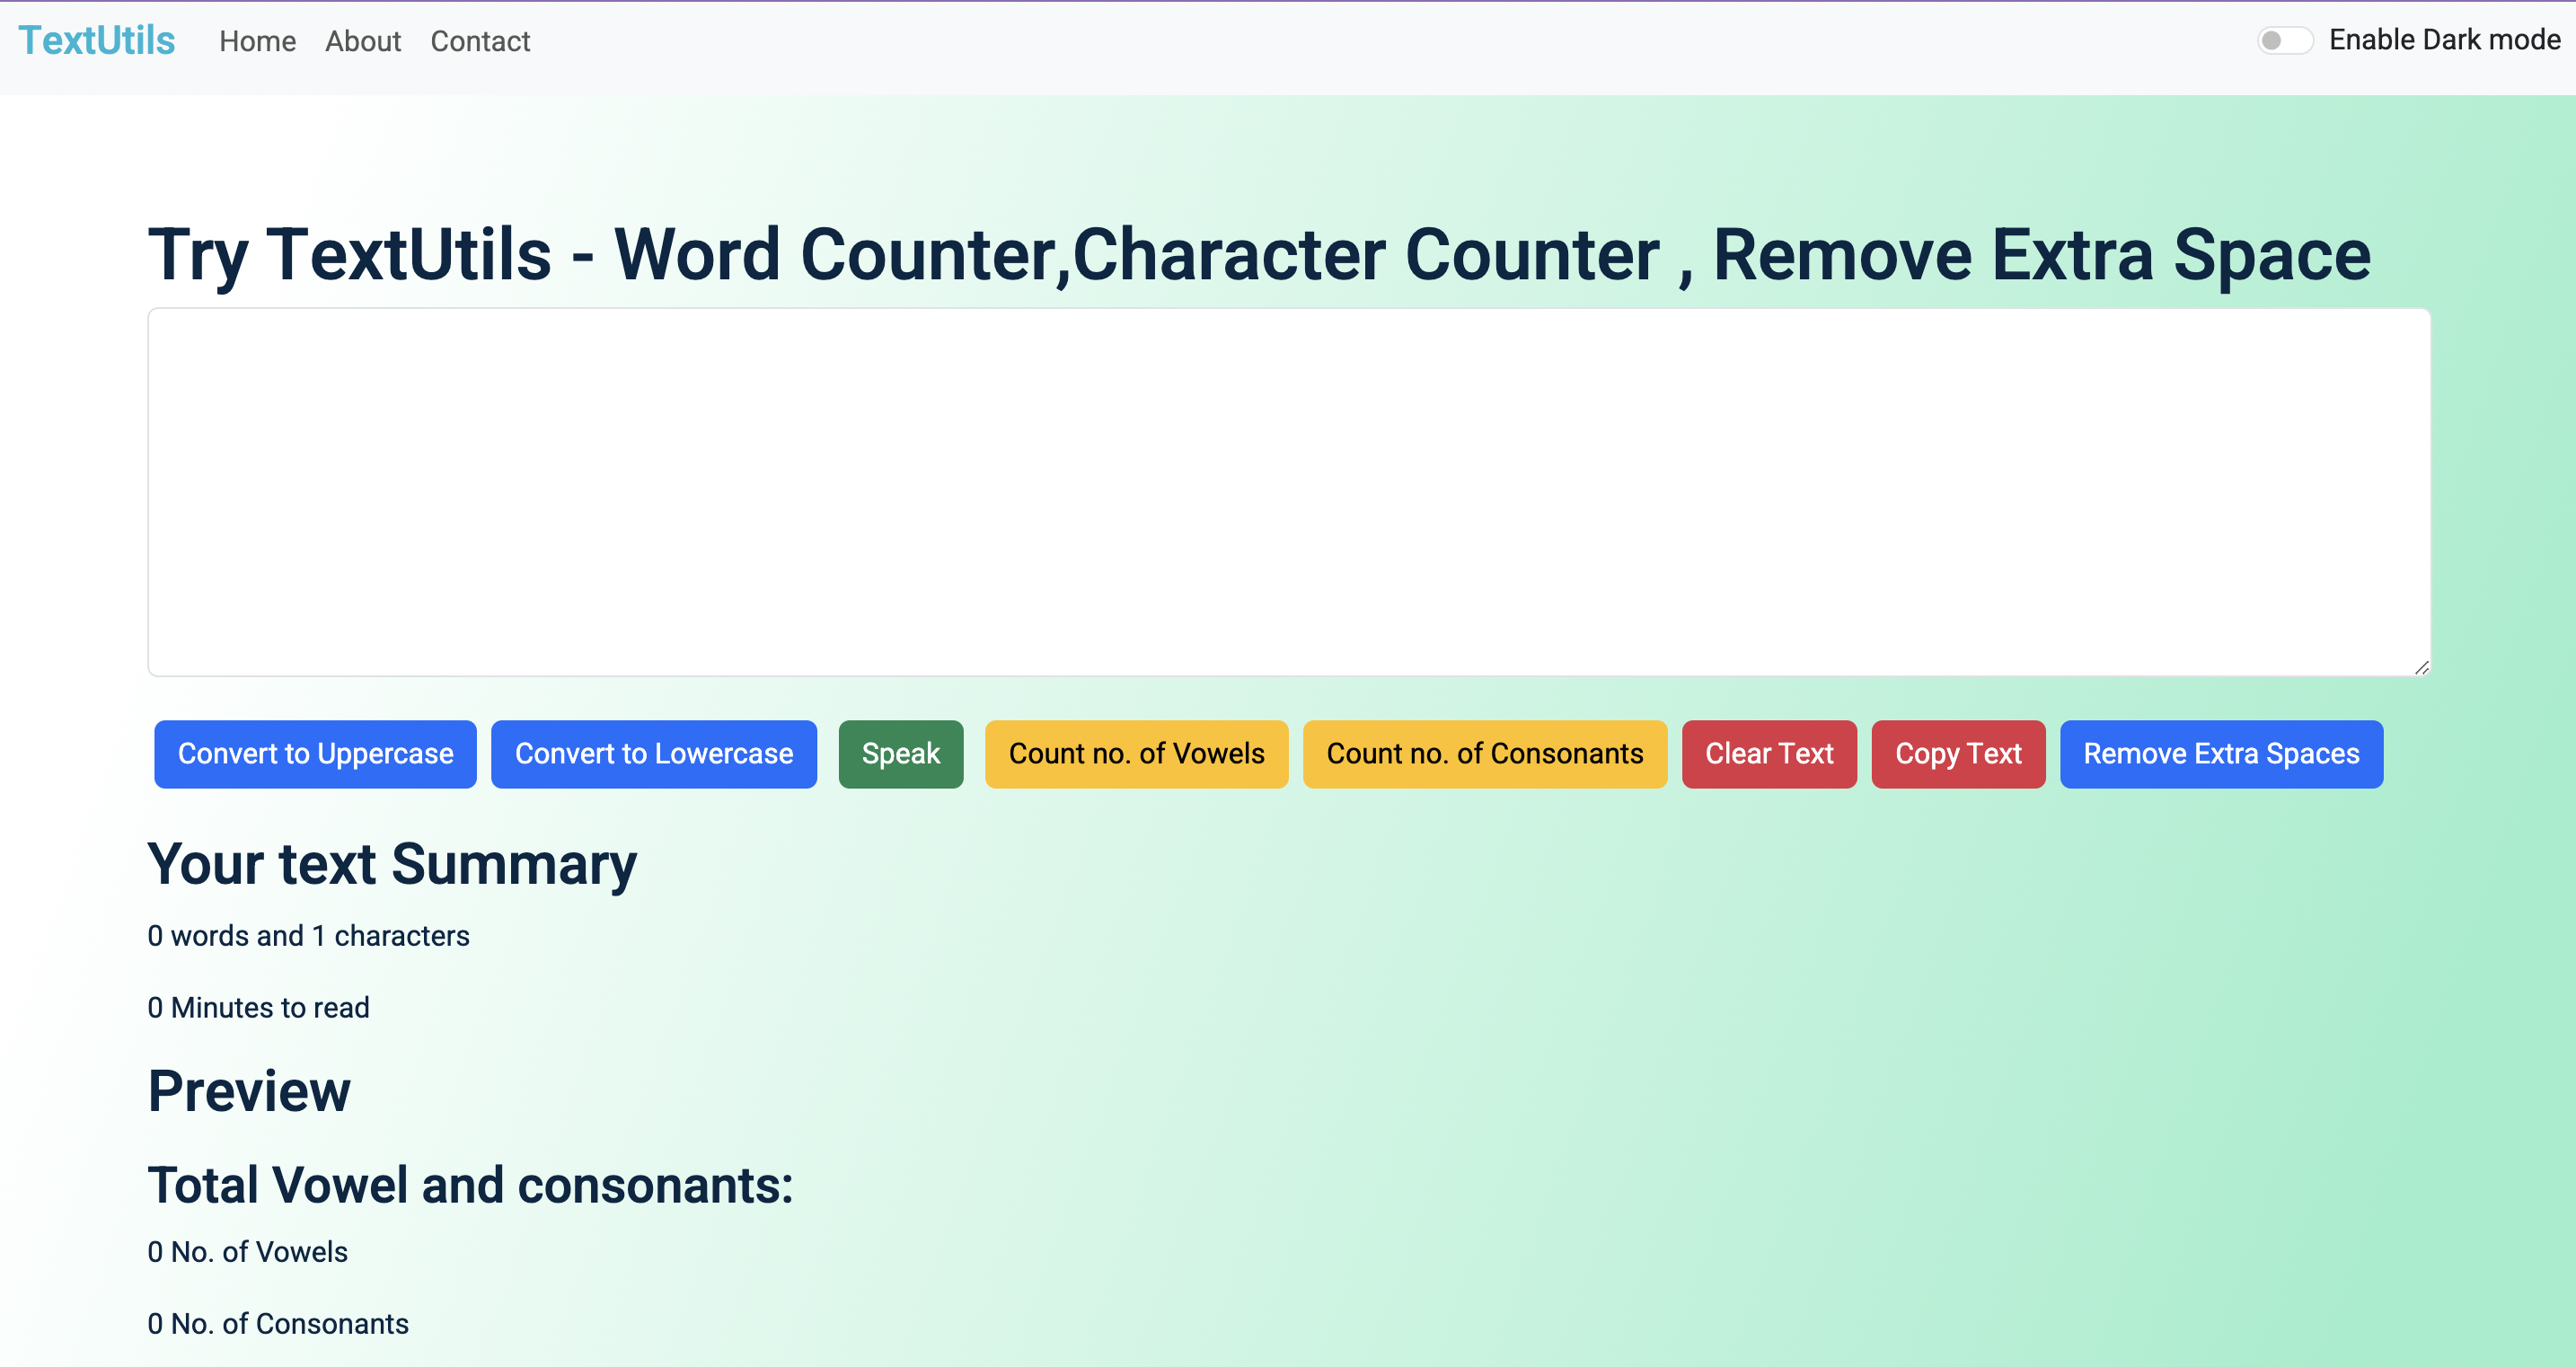 TextUtils Home About Contact Enable Dark mode
Try TextUtils - Word Counter,Character Counter , Remove Extra Space
Convert to Uppercase Convert to Lowercase Speak Count no. of Vowels Count no. of Consonants Clear Text Copy Text Remove Extra Spaces
Your text Summary
0 words and 1 characters
0 Minutes to read
Preview
Total Vowel and consonants:
0 No. of Vowels
0 No. of Consonants